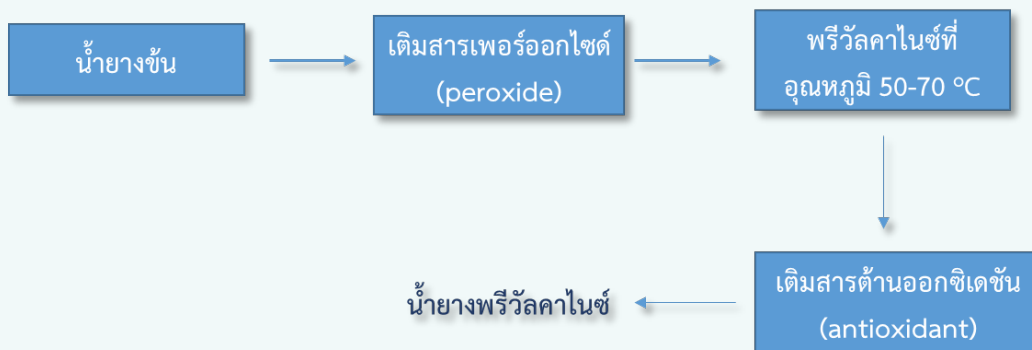 น้ำยางข้น
เติมสารเพอร์ออกไซด์
(peroxide)
พรีวัลคาไนซ์ที่
อุณหภูมิ 50-70 °C
เติมสารต้านออกซิเดชัน
(antioxidant)
น้ำยางพรีวัลคาไนซ์